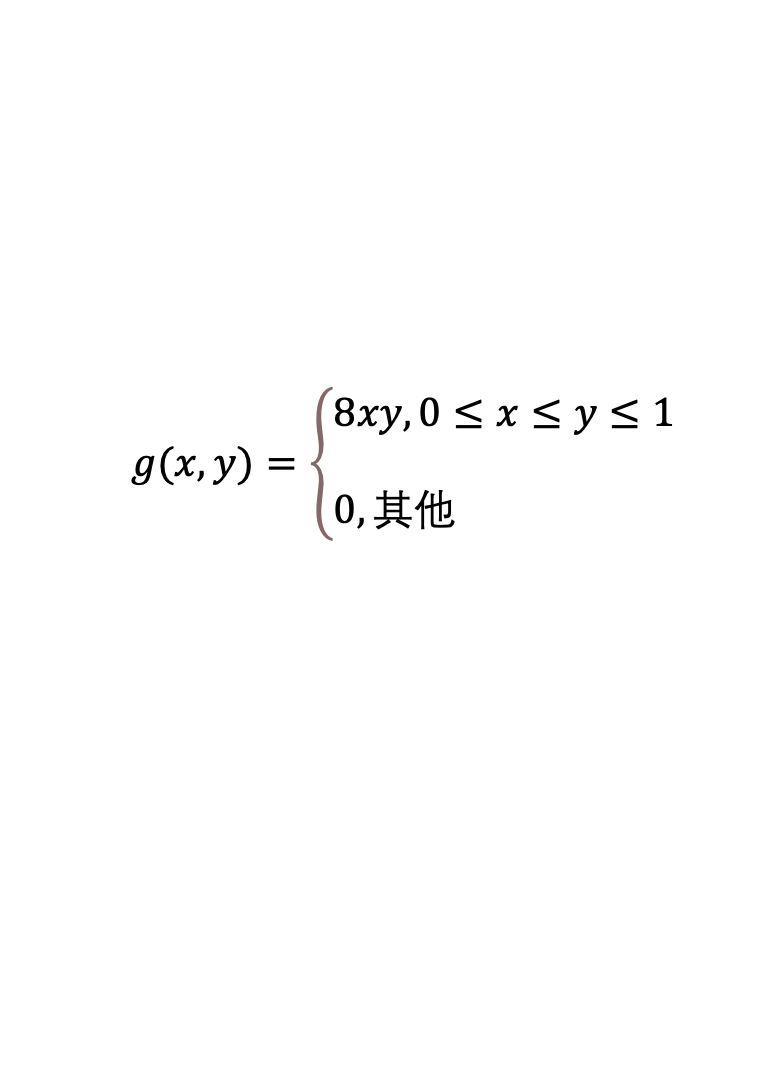 g(x, y) = { 8xy, 0 ≤ x ≤ y ≤ 1
0, 其他